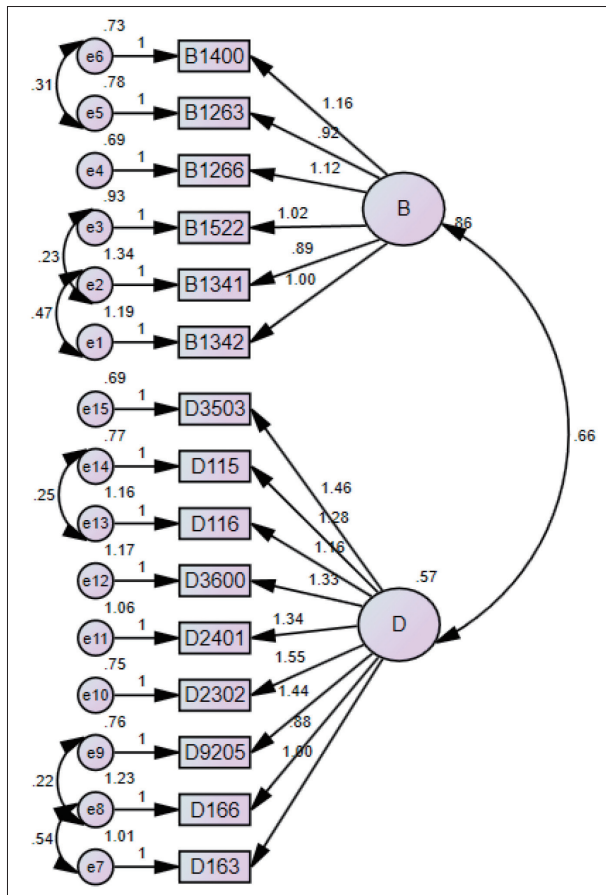 .73
e6 1 B1400
1.16
.31 .78
e5 1 B1263
.92
.69
e4 1 B1266
1.12
.93
e3 1 B1522 1.02
B .86
.23 1.34
e2 1 B1341 .89
.47 1.19
e1 1 B1342 1.00
.69
e15 1 D3503
.66
.77
e14 1 D115
1.46
.25 1.16
e13 1 D116 1.28
1.16
1.17
e12 1 D3600 1.33
.57
1.06
e11 1 D2401 1.34
D
.75
e10 1 D2302 1.55
.76
e9 1 D9205 1.44
.88
.22 1.23
e8 1 D166 1.00
.54 1.01
e7 1 D163